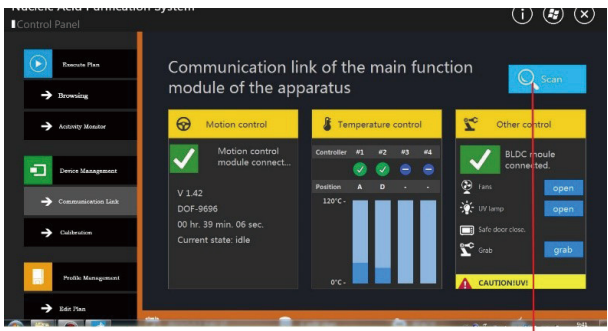 Nucleic Acid Purification System
Control Panel
Execute Plan
Browsing
Activity Monitor
Device Management
Communication Link
Calibration
Profile Management
Edit Plan
Communication link of the main function
module of the apparatus
Scan
Motion control
Motion control
module connect...
V 1.42
DOF-9696
00 hr. 39 min. 06 sec.
Current state: idle
Temperature control
Controller #1 #2 #3 #4
Position A D - -
120°C -
0°C -
Other control
BLDC moule
connected.
Fans open
UV lamp open
Safe door close.
Grab grab
CAUTION!UV!
9:41